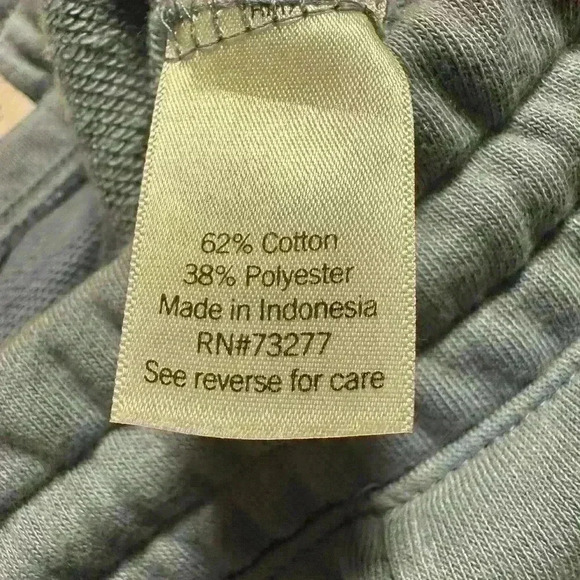 62% Cotton
38% Polyester
Made in Indonesia
RN#73277
See reverse for care